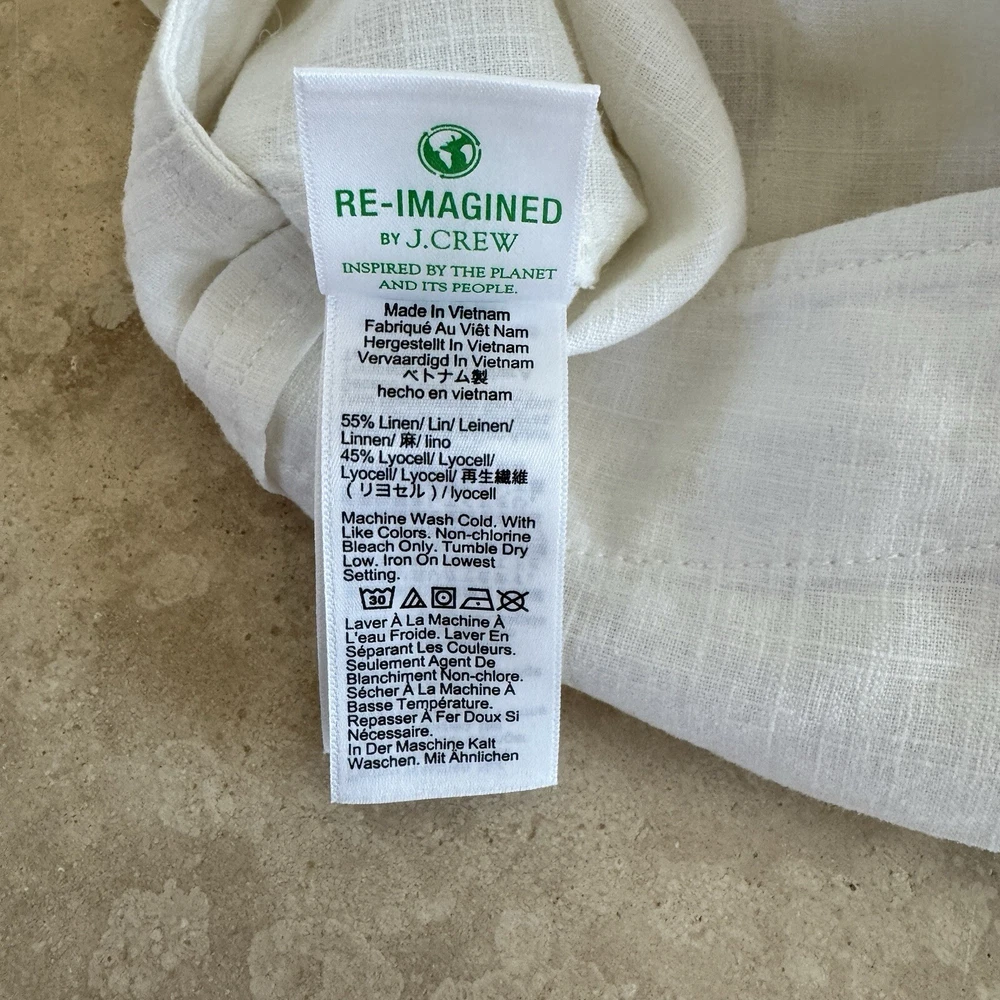 RE-IMAGINED
BY J.CREW
INSPIRED BY THE PLANET
AND ITS PEOPLE.
Made In Vietnam
Fabriqué Au Viêt Nam
Hergestellt In Vietnam
Vervaardigd In Vietnam
ベトナム製
hecho en vietnam
55% Linen/ Lin/ Leinen/
Linnen/ 麻/ lino
45% Lyocell/ Lyocell/
Lyocell/ Lyocell/ 再生繊維
(リヨセル)/ lyocell
Machine Wash Cold. With
Like Colors. Non-chlorine
Bleach Only. Tumble Dry
Low. Iron On Lowest
Setting.
30
Laver À La Machine À
L'eau Froide. Laver En
Séparant Les Couleurs.
Seulement Agent De
Blanchiment Non-chlore.
Sécher À La Machine À
Basse Température.
Repasser À Fer Doux Si
Nécessaire.
In Der Maschine Kalt
Waschen. Mit Ähnlichen